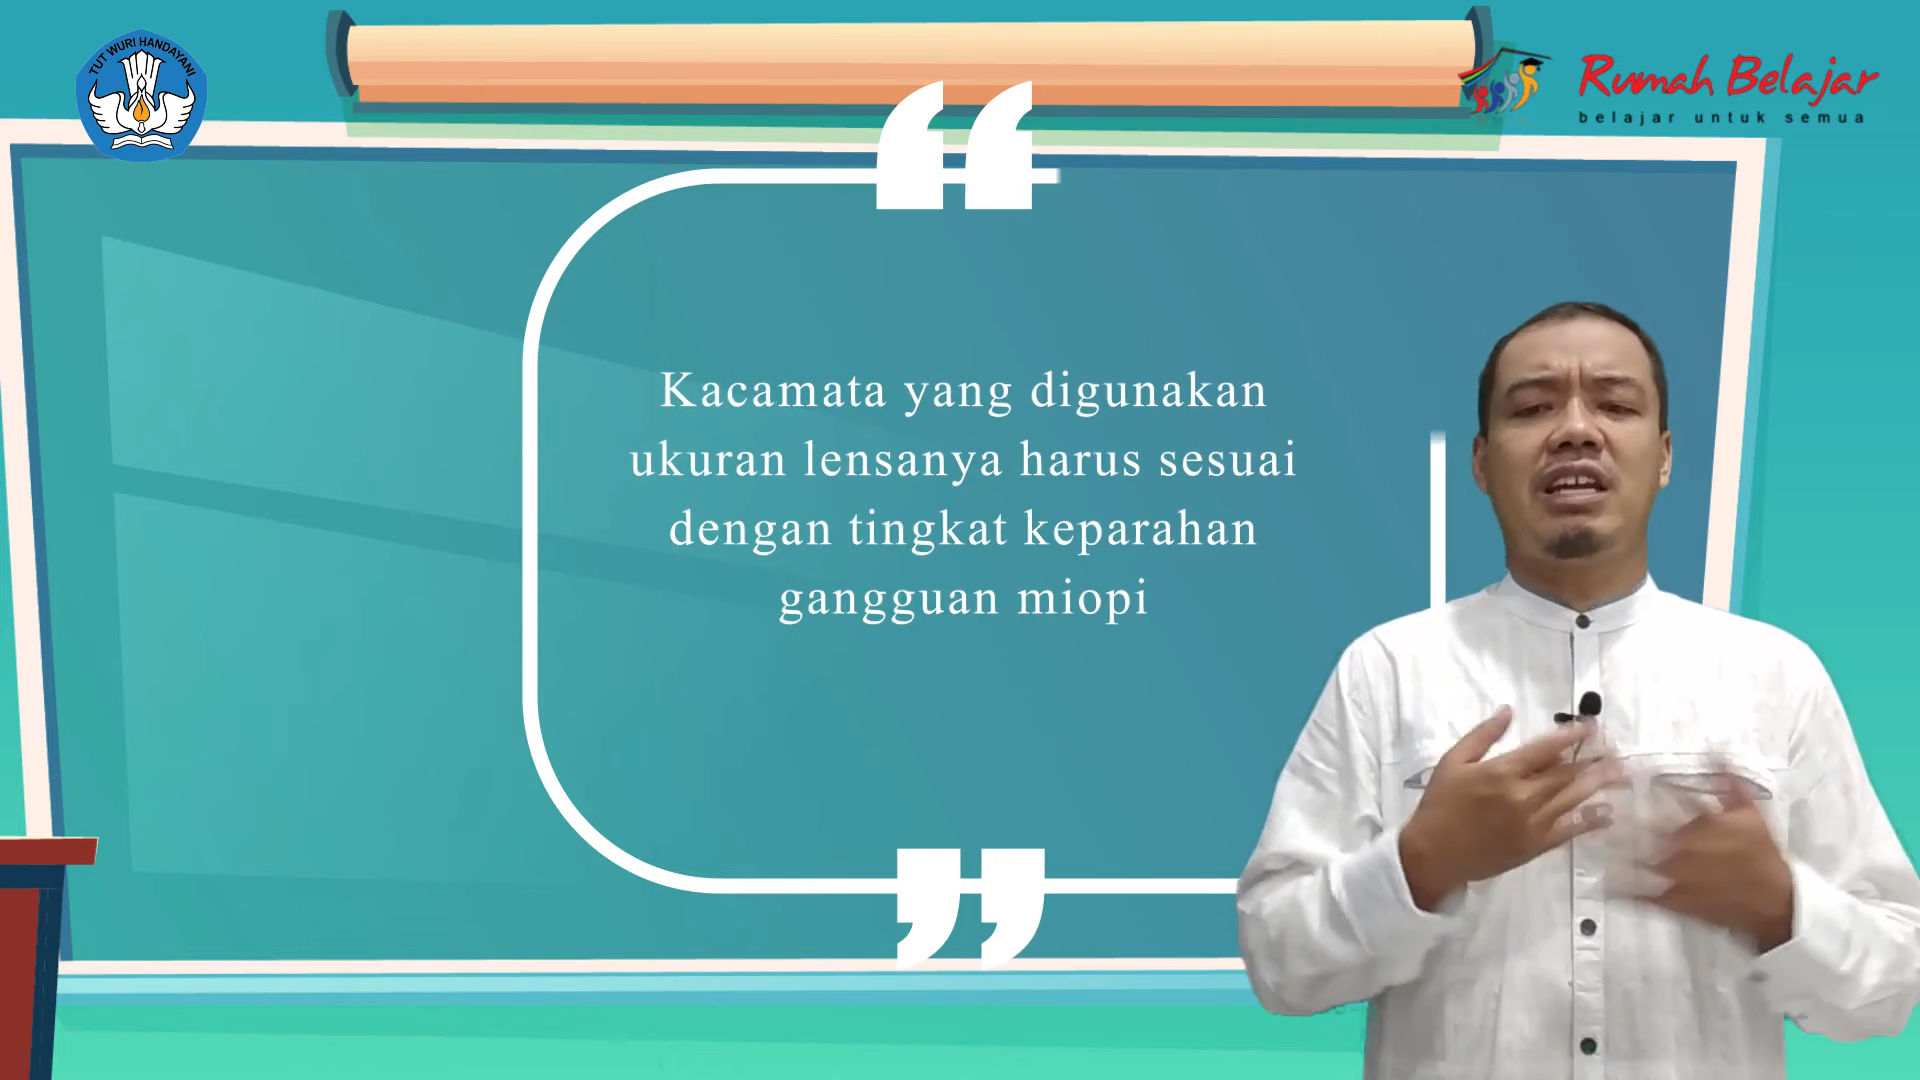 TUT WURI HANDAYANI
Rumah Belajar
belajar untuk semua
Kacamata yang digunakan
ukuran lensanya harus sesuai
dengan tingkat keparahan
gangguan miopi